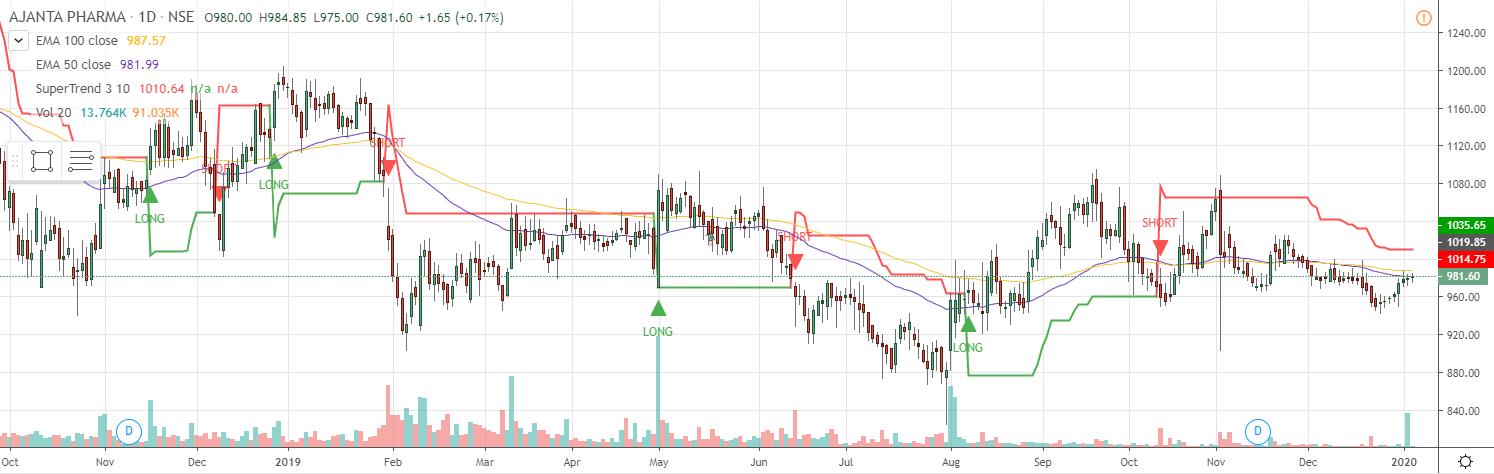 AJANTA PHARMA · 1D · NSE O980.00 H984.85 L975.00 C981.60 +1.65 (+0.17%)
EMA 100 close 987.57
EMA 50 close 981.99
SuperTrend 3 10 1010.64 n/a n/a
Vol 20 13.764K 91.035K
1240.00
1200.00
1160.00
1120.00
1080.00
1035.65
1019.85
1014.75
981.60
960.00
920.00
880.00
840.00
SHORT
SHORT
LONG
LONG
SHORT
SHORT
LONG
LONG
SHORT
D
D
Oct Nov Dec 2019 Feb Mar Apr May Jun Jul Aug Sep Oct Nov Dec 2020